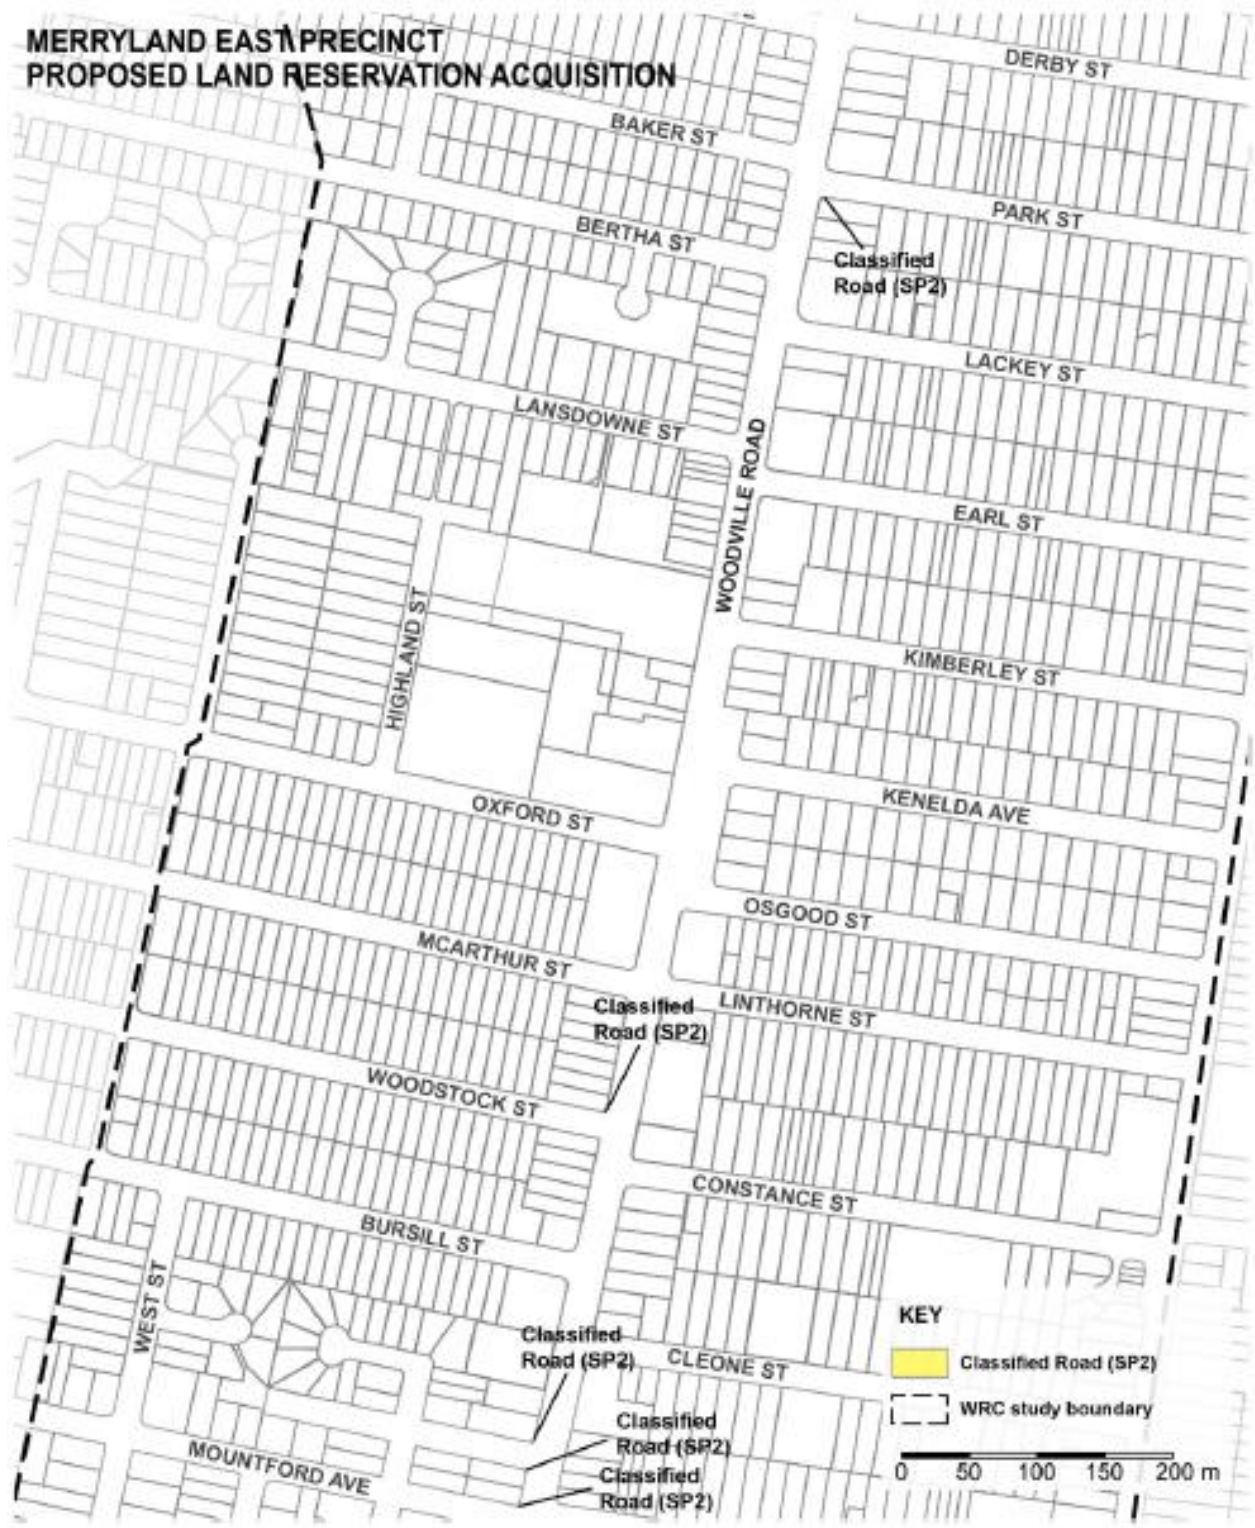 MERRYLAND EAST PRECINCT
PROPOSED LAND RESERVATION ACQUISITION
DERBY ST
BAKER ST
PARK ST
BERTHA ST
Classified
Road (SP2)
LACKEY ST
LANSDOWNE ST
WOODVILLE ROAD
EARL ST
HIGHLAND ST
KIMBERLEY ST
OXFORD ST
KENELDA AVE
OSGOOD ST
MCARTHUR ST
Classified
Road (SP2)
LINTHORNE ST
WOODSTOCK ST
CONSTANCE ST
BURSILL ST
WEST ST
Classified
Road (SP2)
CLEONE ST
Classified
Road (SP2)
MOUNTFORD AVE
Classified
Road (SP2)
KEY
Classified Road (SP2)
WRC study boundary
0 50 100 150 200 m